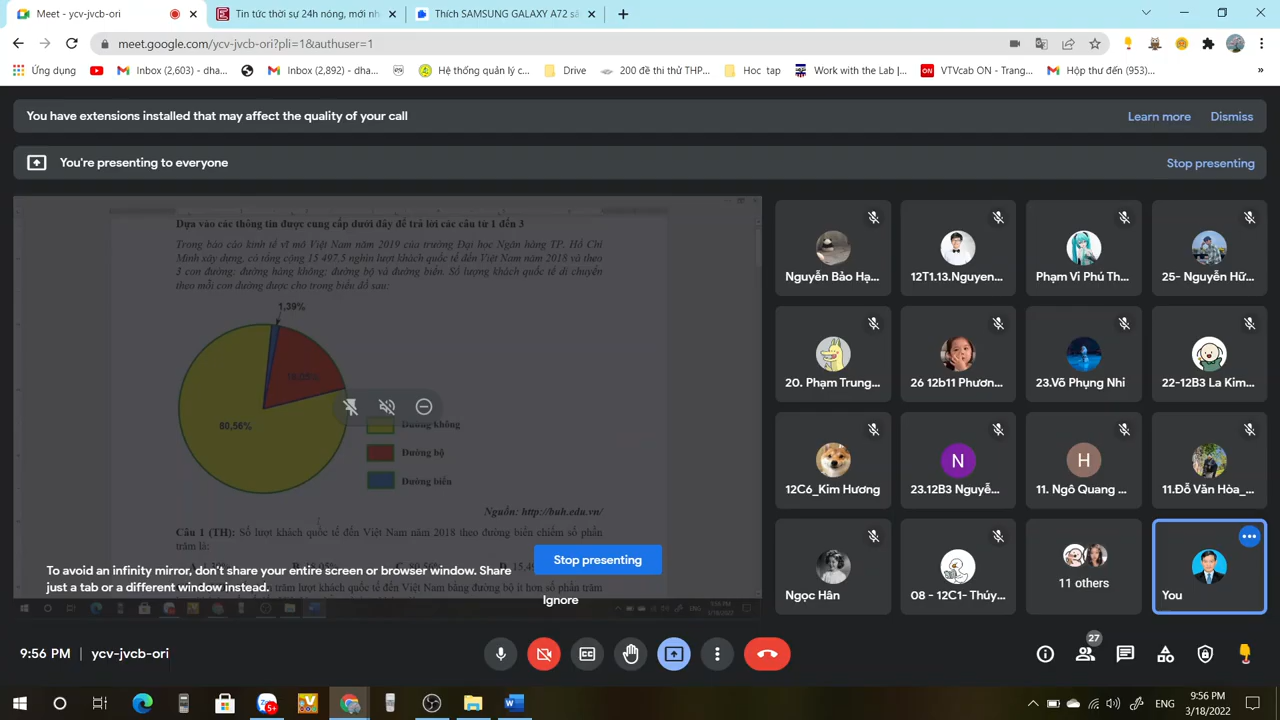 Meet - ycv-jvcb-ori
Tin tức thời sự 24h nóng, mới nh
Thích SAMSUNG GALAXY A72 sả
meet.google.com/ycv-jvcb-ori?pli=1&authuser=1
Ứng dụng
Inbox (2,603) - dha...
Inbox (2,892) - dha...
Hệ thống quản lý c...
Drive
200 đề thi thử THP...
Hoc tap
Work with the Lab |...
VTVcab ON - Trang...
Hộp thư đến (953)...
You have extensions installed that may affect the quality of your call
Learn more
Dismiss
You're presenting to everyone
Stop presenting
Dựa vào các thông tin được cung cấp dưới đây để trả lời các câu từ 1 đến 3
Trong báo cáo kinh tế vĩ mô Việt Nam năm 2019 của trường Đại học Ngân hàng TP. Hồ Chí
Minh xây dựng, có tổng cộng 15 497.5 nghìn lượt khách quốc tế đến Việt Nam năm 2018 và theo
3 con đường: đường hàng không; đường bộ và đường biển. Số lượng khách quốc tế di chuyển
theo mỗi con đường được cho trong biểu đồ sau:
1,39%
80,56%
Đường không
Đường bộ
Đường biển
Nguồn: http://buh.edu.vn/
Câu 1 (TH): Số lượt khách quốc tế đến Việt Nam năm 2018 theo đường biển chiếm số phần
trăm là:
To avoid an infinity mirror, don't share your entire screen or browser window. Share
just a tab or a different window instead.
Stop presenting
Ignore
Nguyễn Bảo Hạ...
12T1.13.Nguyen...
Phạm Vi Phú Th...
25- Nguyễn Hữ...
20. Phạm Trung...
26 12b11 Phươn...
23.Võ Phụng Nhi
22-12B3 La Kim...
12C6_Kim Hương
N
23.12B3 Nguyễ...
H
11. Ngô Quang ...
11.Đỗ Văn Hòa_...
Ngọc Hân
08 - 12C1- Thúy...
11 others
You
9:56 PM | ycv-jvcb-ori
27
5+
ENG
9:56 PM
3/18/2022